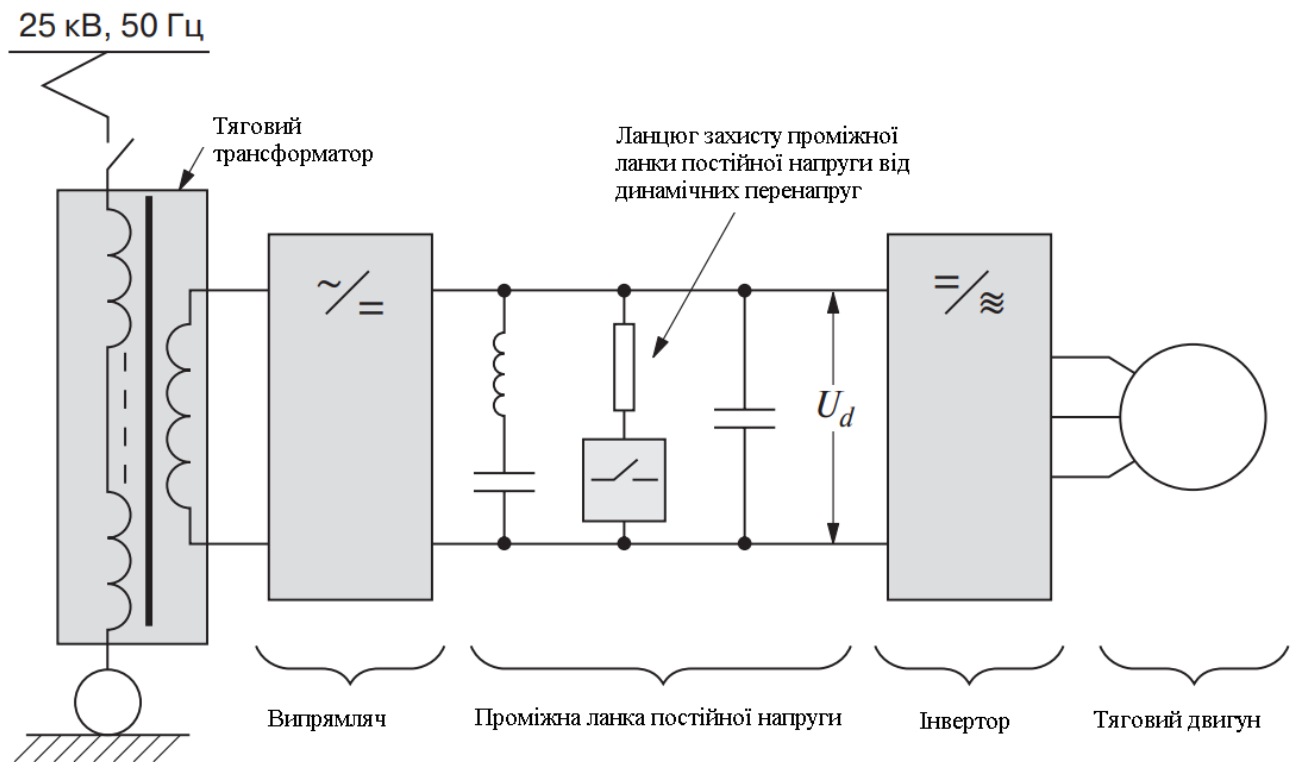 25 кВ, 50 Гц
Тяговий
трансформатор
Ланцюг захисту проміжної
ланки постійної напруги від
динамічних перенапруг
~/=
=/≋
U_d
Випрямляч
Проміжна ланка постійної напруги
Інвертор
Тяговий двигун